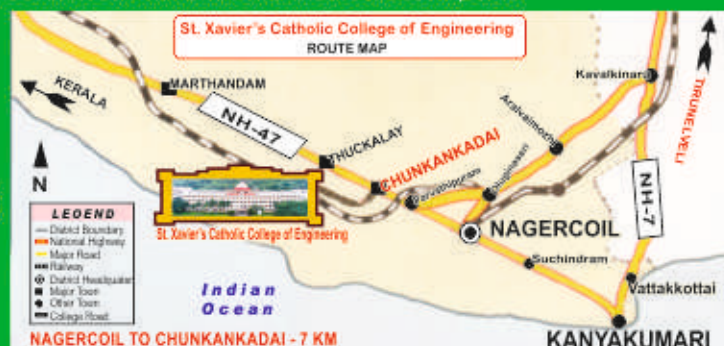 St. Xavier's Catholic College of Engineering
ROUTE MAP
KERALA
MARTHANDAM
NH-47
THUCKALAY
CHUNKANKADAI
Parvathipuram
Aralvaimozhi
Kavalkinaru
TIRUNELVELI
NH-7
N
St. Xavier's Catholic College of Engineering
NAGERCOIL
Suchindram
Vattakkottai
KANYAKUMARI
Indian
Ocean
LEGEND
District Boundary
National Highway
Major Road
Railway
District Headquater
Major Town
Other Town
College Road
NAGERCOIL TO CHUNKANKADAI - 7 KM